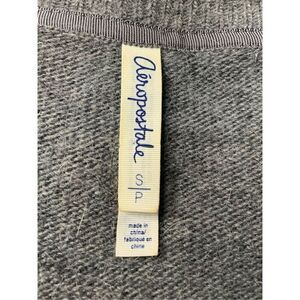 Aéropostale s/p
made in
china/
fabriqué en
chine